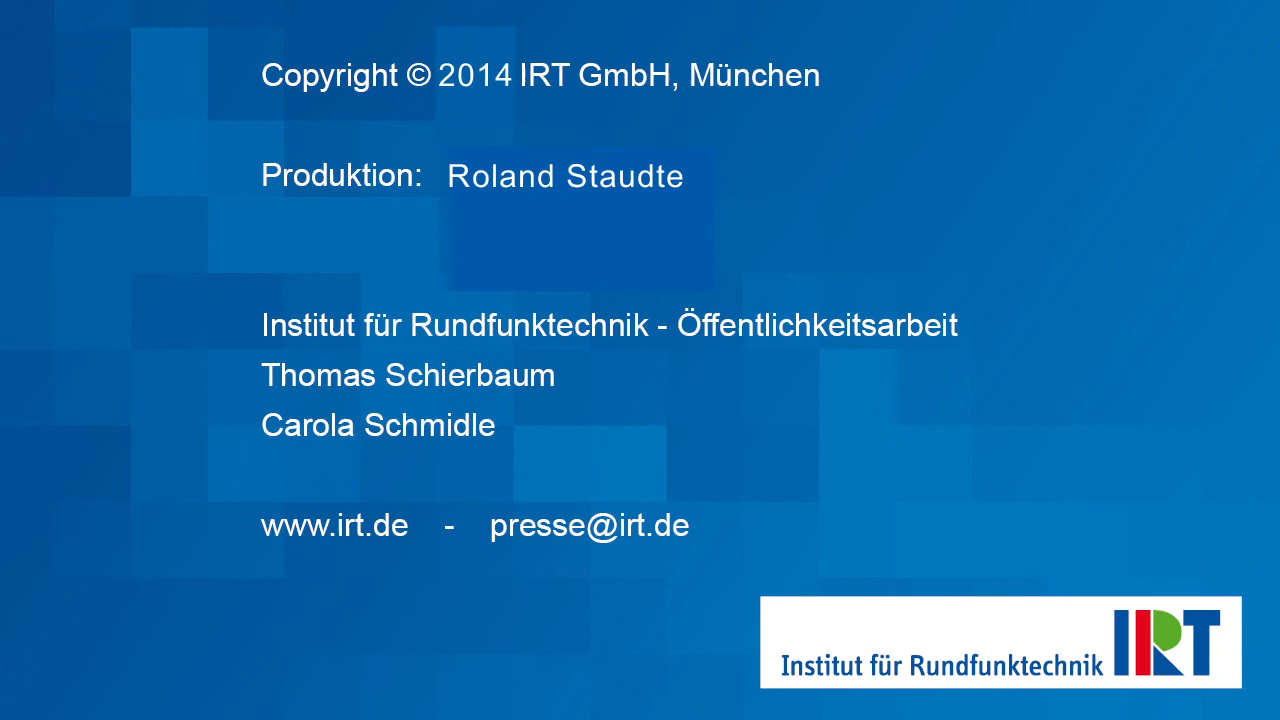 Copyright © 2014 IRT GmbH, München
Produktion: Roland Staudte
Institut für Rundfunktechnik - Öffentlichkeitsarbeit
Thomas Schierbaum
Carola Schmidle
www.irt.de - presse@irt.de
Institut für Rundfunktechnik IRT